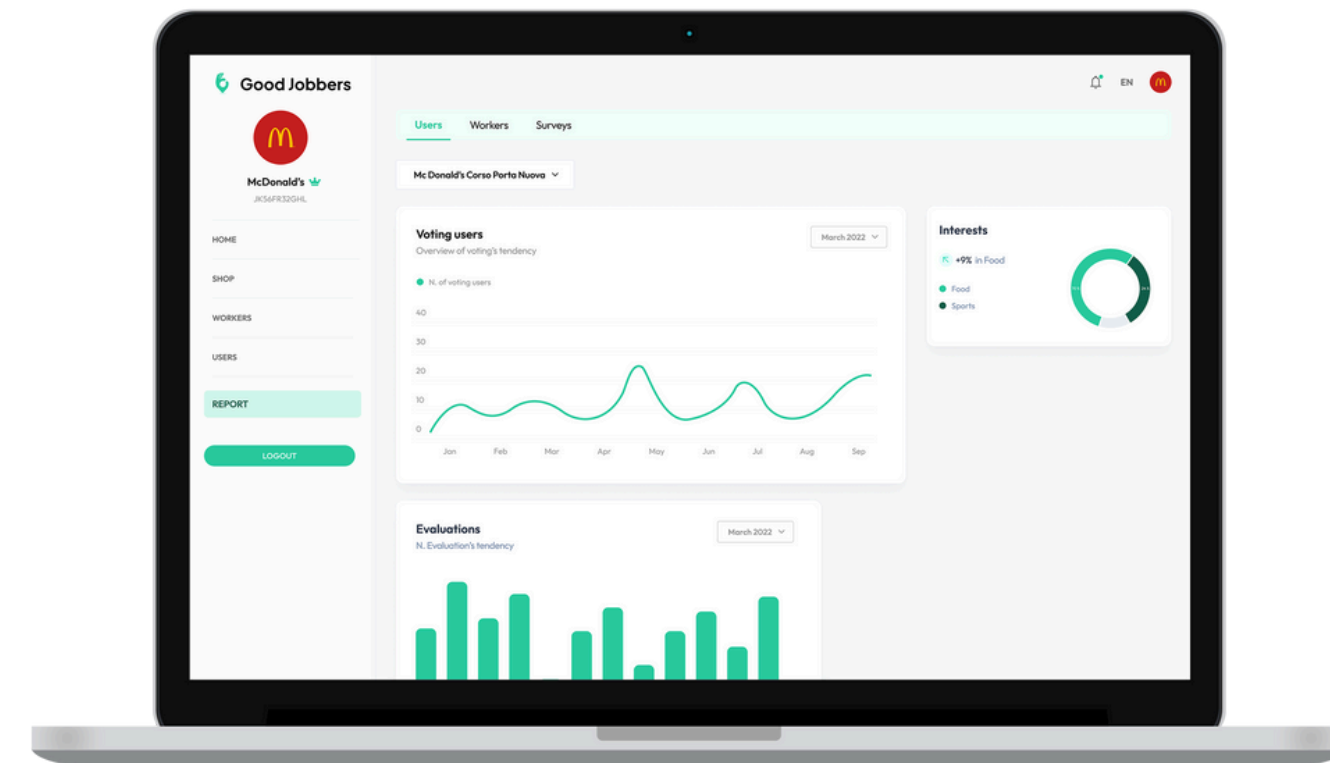 Good Jobbers
EN
McDonald's
JK56FR32GHL
HOME
SHOP
WORKERS
USERS
REPORT
LOGOUT
Users Workers Surveys
Mc Donald's Corso Porta Nuova
Voting users
Overview of voting's tendency
March 2022
N. of voting users
40
30
20
10
0
Jan Feb Mar Apr May Jun Jul Aug Sep
Interests
+9% in Food
Food
Sports
Evaluations
N. Evaluation's tendency
March 2022